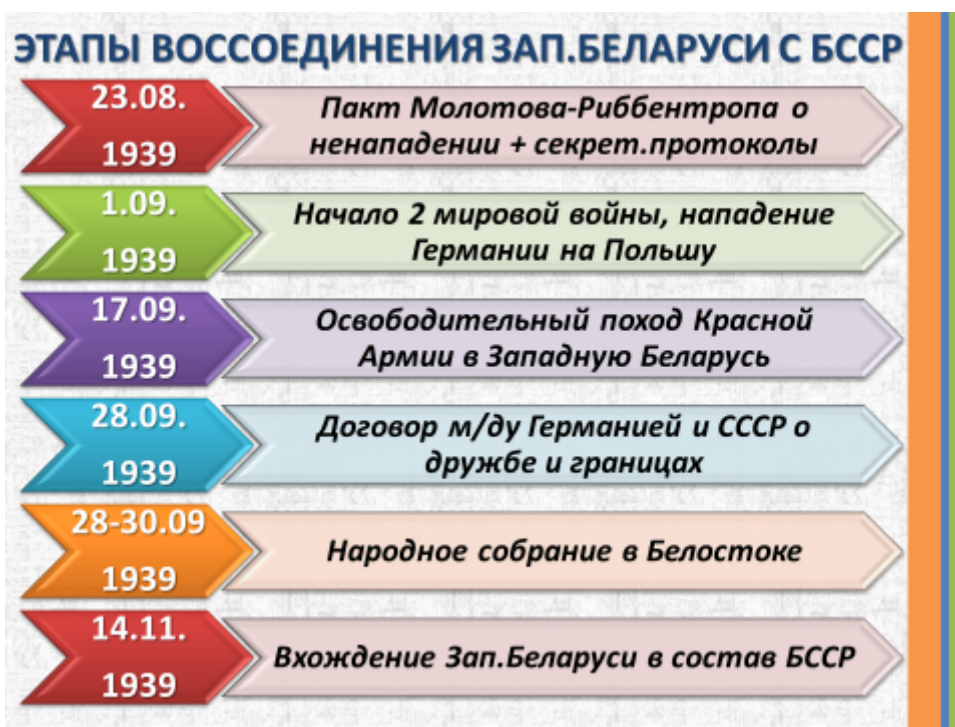 ЭТАПЫ ВОССОЕДИНЕНИЯ ЗАП.БЕЛАРУСИ С БССР
23.08.
1939
Пакт Молотова-Риббентропа о
ненападении + секрет.протоколы
1.09.
1939
Начало 2 мировой войны, нападение
Германии на Польшу
17.09.
1939
Освободительный поход Красной
Армии в Западную Беларусь
28.09.
1939
Договор м/ду Германией и СССР о
дружбе и границах
28-30.09
1939
Народное собрание в Белостоке
14.11.
1939
Вхождение Зап.Беларуси в состав БССР